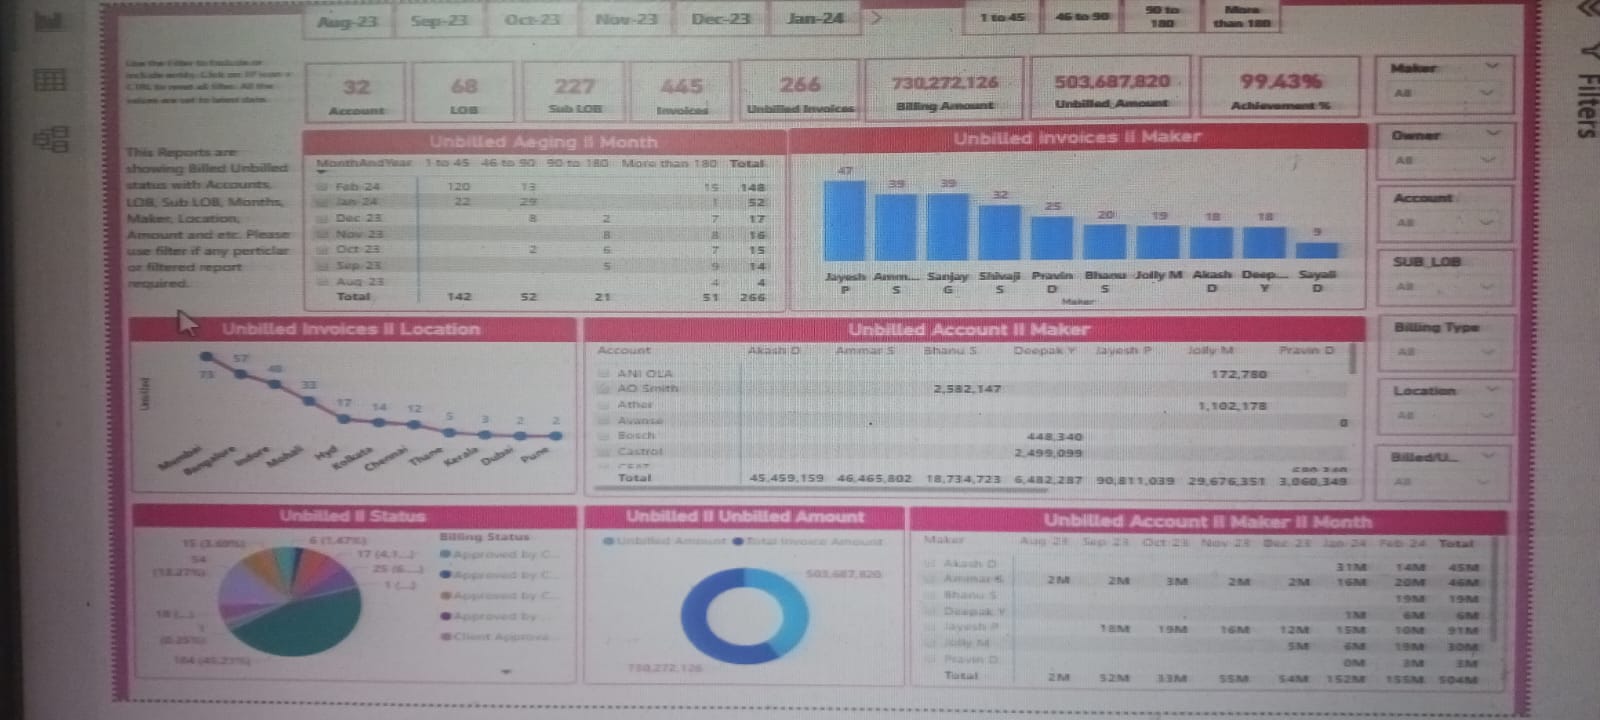 Aug-23 Sep-23 Oct-23 Nov-23 Dec-23 Jan-24 >
1 to 45 46 to 90 90 to 180 More than 180
Filters
32 Account
68 LOB
227 Sub LOB
445 Invoices
266 Unbilled Invoices
730,272,126 Billing Amount
503,687,820 Unbilled_Amount
99.43% Achievement %
This Reports are
showing Billed Unbilled
status with Accounts,
LOB, Sub LOB, Months,
Maker, Location,
Amount and etc. Please
use filter if any perticlar
or filtered report
required.
Unbilled Aeging II Month
MonthAndYear 1 to 45 46 to 90 90 to 180 More than 180 Total
Feb-24 120 13 15 148
Jan-24 22 29 1 52
Dec-23 8 2 7 17
Nov-23 8 8 16
Oct-23 2 6 7 15
Sep-23 5 9 14
Aug-23 4 4
Total 142 52 21 51 266
Unbilled Invoices II Maker
47 39 39 32 25 20 19 18 18 9
Jayesh P Amm... S Sanjay G Shivaji S Pravin D Bhanu S Jolly M Akash D Deep... Y Sayali D
Maker
Maker
All
Owner
All
Account
All
SUB_LOB
All
Billing Type
All
Location
All
Billed/U...
All
Unbilled Invoices II Location
Unbilled
73 57 48 33 17 14 12 5 3 2 2
Mumbai Bangalore Indore Mohali Hyd Kolkata Chennai Thane Kerala Dubai Pune
Unbilled Account II Maker
Account Akash D Ammar S Bhanu S Deepak Y Jayesh P Jolly M Pravin D
ANI OLA 172,780
AO Smith 2,582,147
Ather 1,102,178
Avanse 0
Bosch 448,340
Castrol 2,499,099
Total 45,459,159 46,465,802 18,734,723 6,482,287 90,811,039 29,676,351 3,060,349
Unbilled II Status
15 (3.69%)
6 (1.47%)
17 (4.1...)
25 (6....)
1 (...)
54
18 (...)
1
184 (45.21%)
Billing Status
Approved by C...
Approved by C...
Approved by C...
Approved by ...
Client Approve...
Unbilled II Unbilled Amount
Unbilled Amount Total Invoice Amount
503,687,820
730,272,126
Unbilled Account II Maker II Month
Maker Aug-23 Sep-23 Oct-23 Nov-23 Dec-23 Jan-24 Feb-24 Total
Akash D 31M 14M 45M
Ammar S 2M 2M 3M 2M 2M 16M 20M 46M
Bhanu S 19M 19M
Deepak Y 1M 6M 6M
Jayesh P 18M 19M 16M 12M 15M 10M 91M
Jolly M 5M 6M 19M 30M
Pravin D 0M 3M 3M
Total 2M 52M 33M 55M 54M 152M 155M 504M